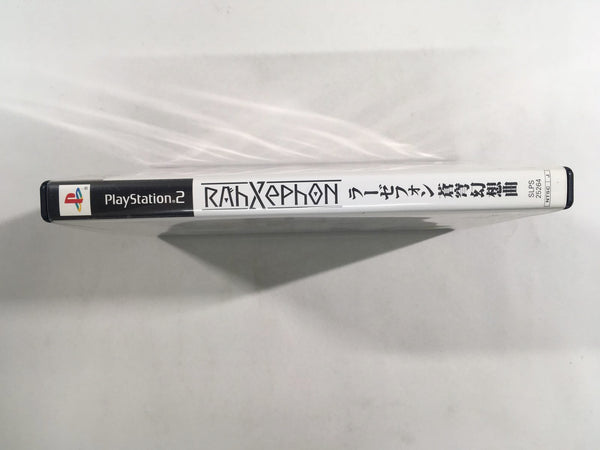 PlayStation.2
RAhXEPhON
ラーゼフォン 蒼穹幻想曲
SLPS
25264
NTSC J